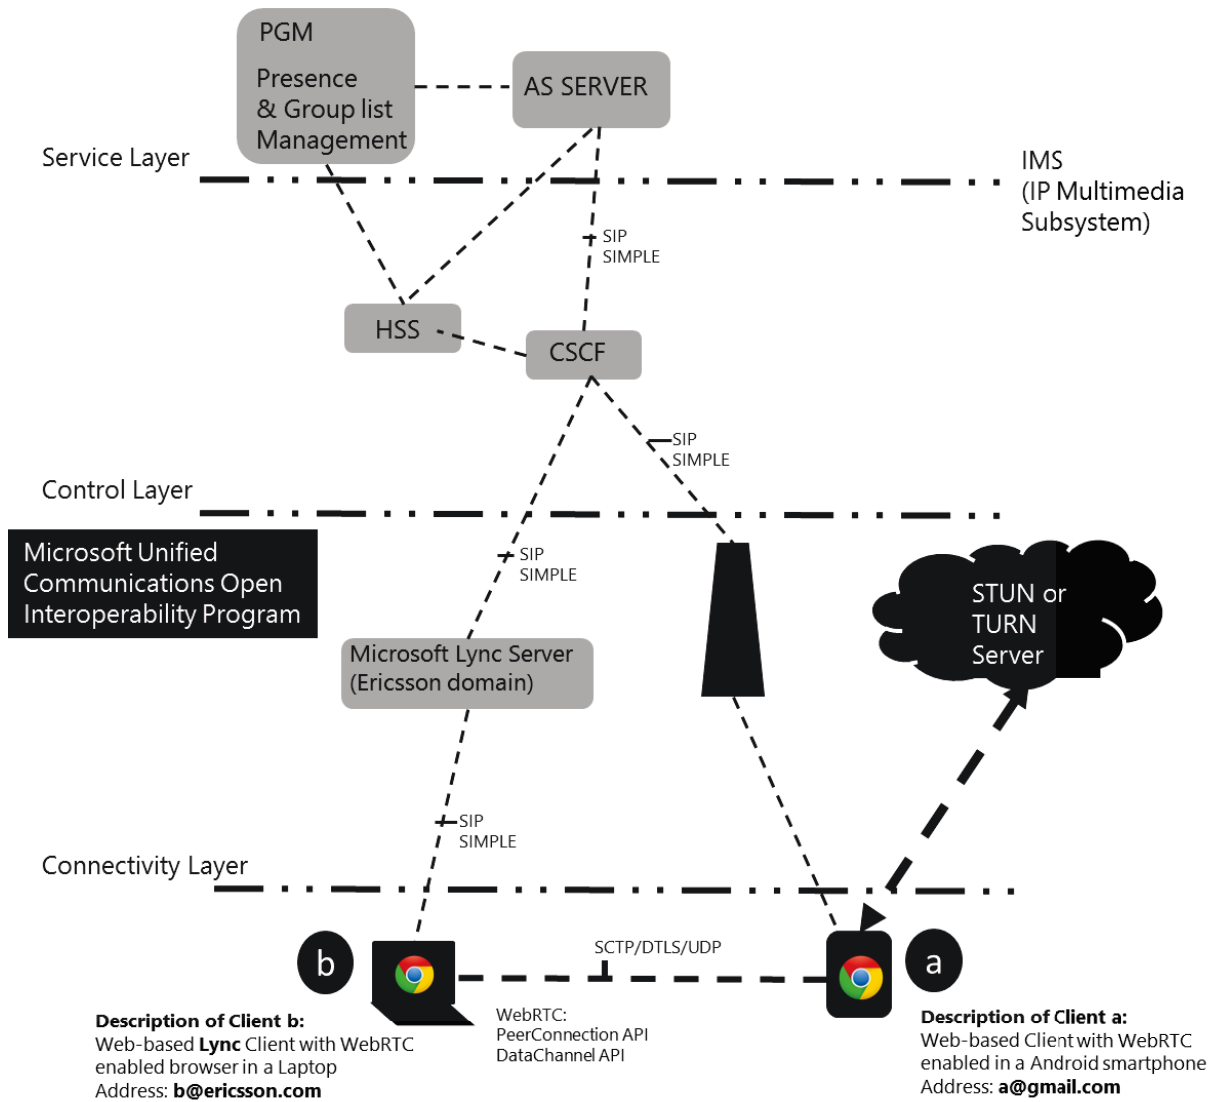 PGM
Presence
& Group list
Management
AS SERVER
Service Layer
IMS
(IP Multimedia
Subsystem)
SIP
SIMPLE
HSS
CSCF
SIP
SIMPLE
Control Layer
Microsoft Unified
Communications Open
Interoperability Program
SIP
SIMPLE
STUN or
TURN
Server
Microsoft Lync Server
(Ericsson domain)
SIP
SIMPLE
Connectivity Layer
b
SCTP/DTLS/UDP
a
WebRTC:
PeerConnection API
DataChannel API
Description of Client b:
Web-based Lync Client with WebRTC
enabled browser in a Laptop
Address: b@ericsson.com
Description of Client a:
Web-based Client with WebRTC
enabled in a Android smartphone
Address: a@gmail.com